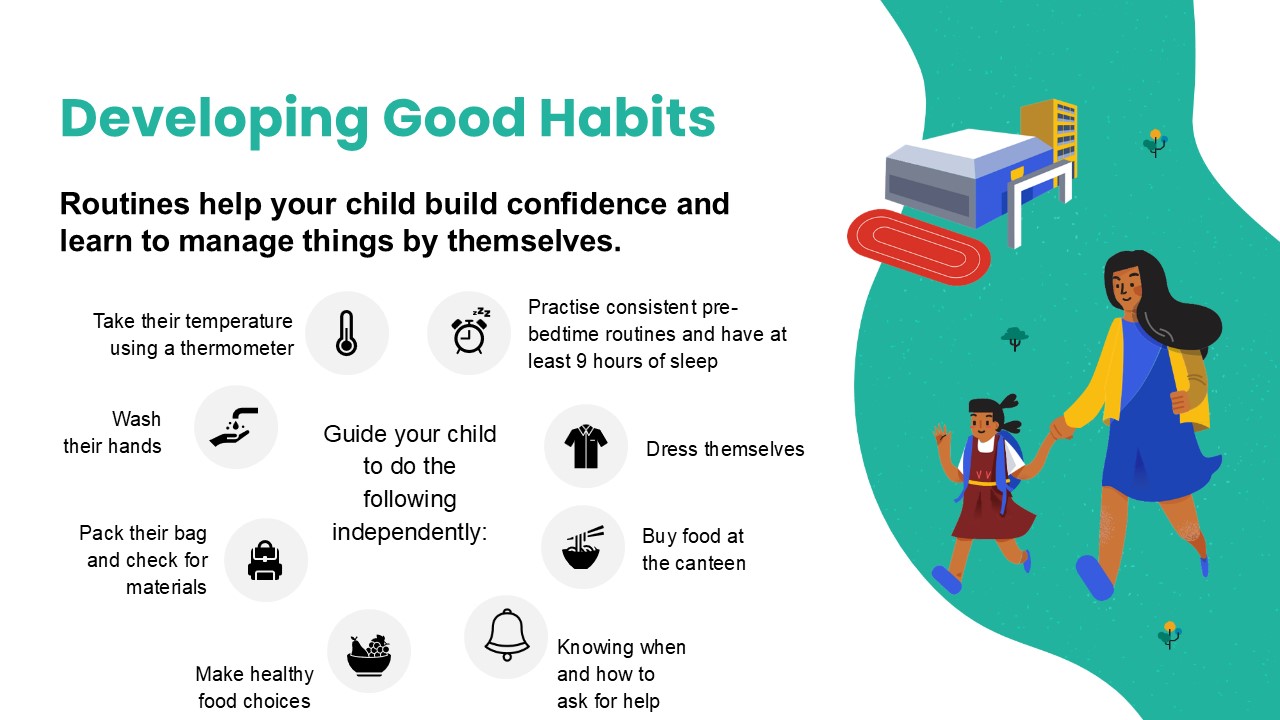 Developing Good Habits
Routines help your child build confidence and
learn to manage things by themselves.
Take their temperature
using a thermometer
zzZ
Practise consistent pre-
bedtime routines and have at
least 9 hours of sleep
Wash
their hands
Guide your child
to do the
following
independently:
Dress themselves
Pack their bag
and check for
materials
Buy food at
the canteen
Make healthy
food choices
Knowing when
and how to
ask for help